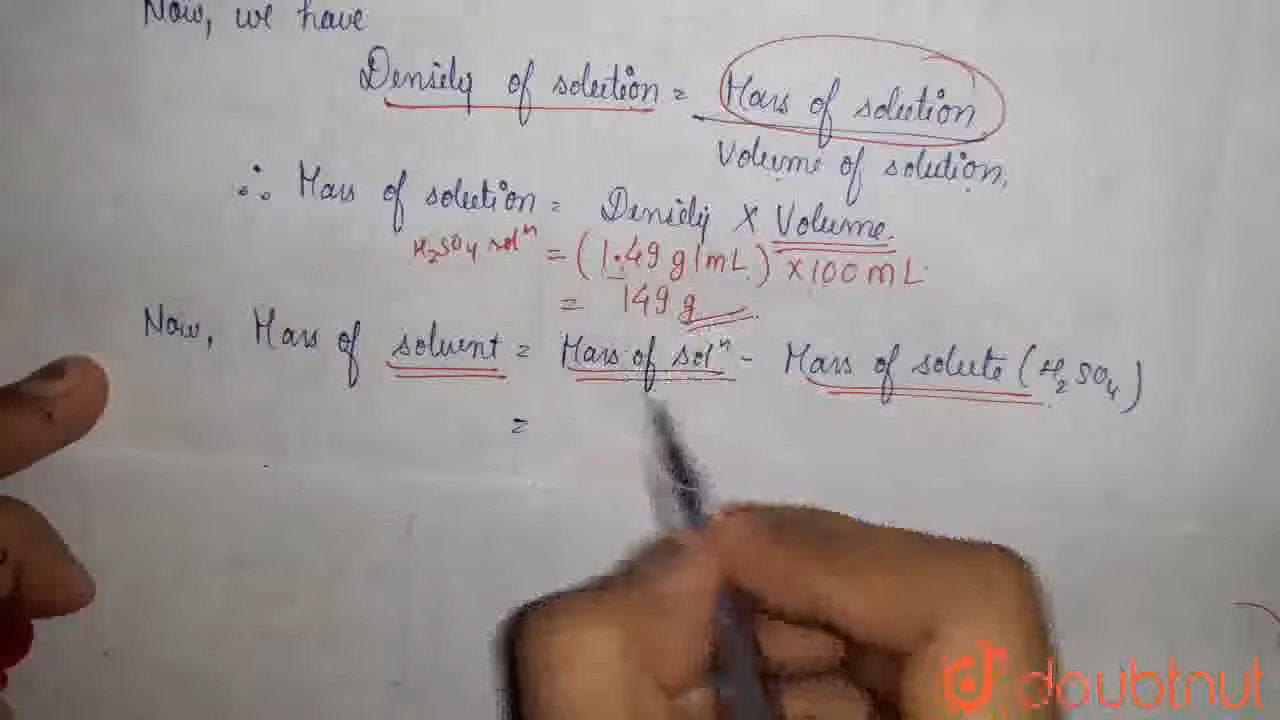 Now, we have
Density of solution = Mass of solution
Volume of solution.
∴ Mass of solution = Density × Volume.
H₂SO₄ solⁿ = (1.49 g/mL) × 100 mL
= 149 g
Now, Mass of solvent = Mass of solⁿ - Mass of solute (H₂SO₄)
=
doubtnut